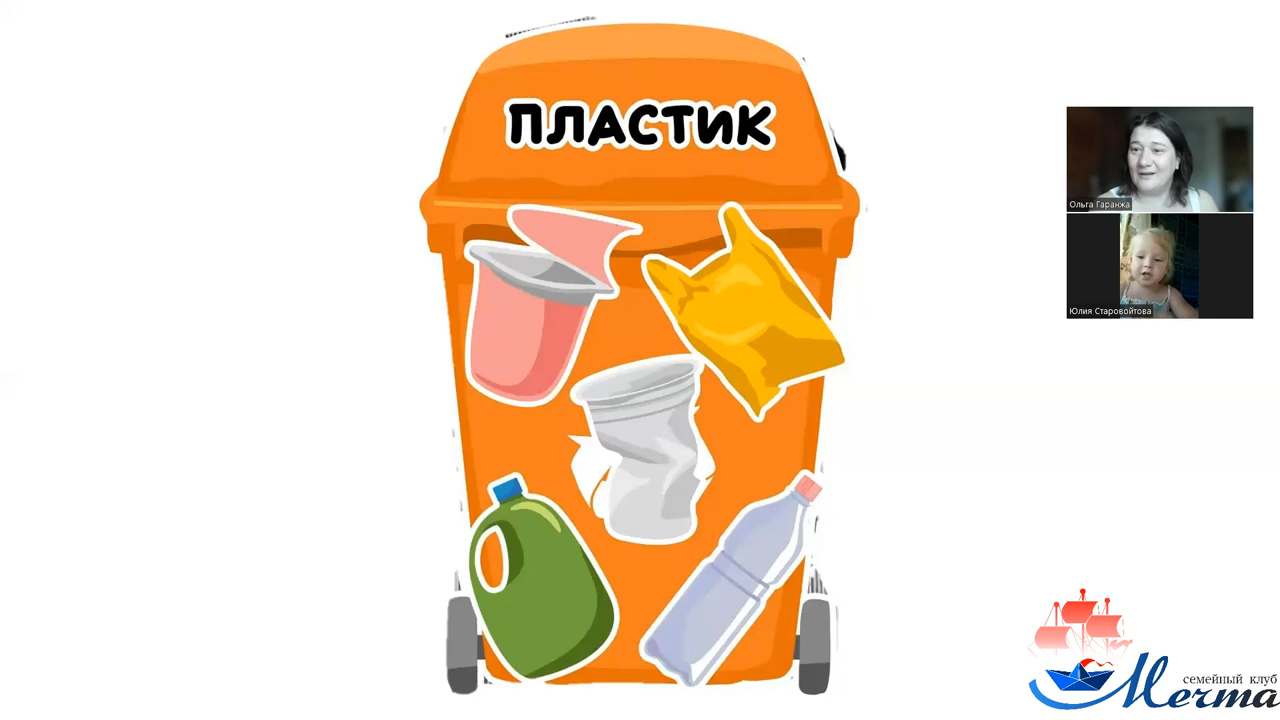 ПЛАСТИК
Ольга Гаранжа
Юлия Старовойтова
семейный клуб
Мечта